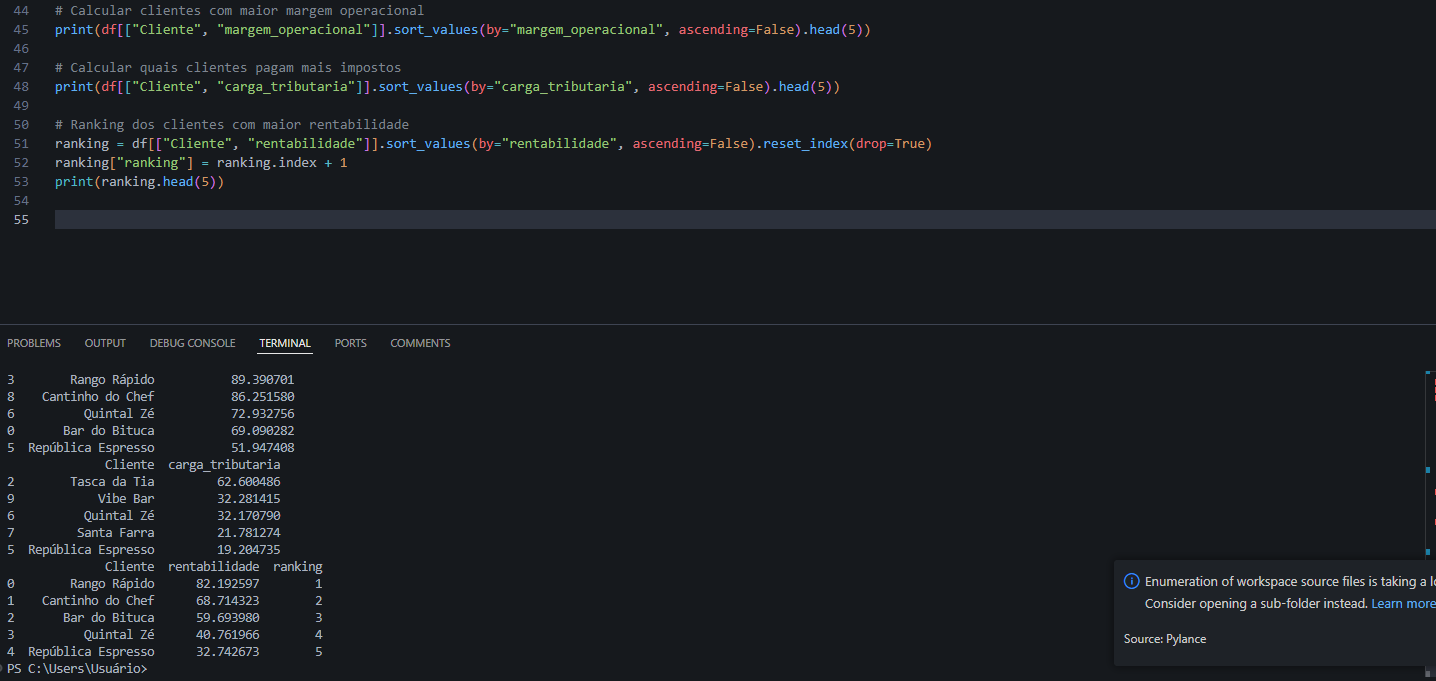 44 # Calcular clientes com maior margem operacional
45 print(df[["Cliente", "margem_operacional"]].sort_values(by="margem_operacional", ascending=False).head(5))
46
47 # Calcular quais clientes pagam mais impostos
48 print(df[["Cliente", "carga_tributaria"]].sort_values(by="carga_tributaria", ascending=False).head(5))
49
50 # Ranking dos clientes com maior rentabilidade
51 ranking = df[["Cliente", "rentabilidade"]].sort_values(by="rentabilidade", ascending=False).reset_index(drop=True)
52 ranking["ranking"] = ranking.index + 1
53 print(ranking.head(5))
54
55
PROBLEMS OUTPUT DEBUG CONSOLE TERMINAL PORTS COMMENTS
3 Rango Rápido 89.390701
8 Cantinho do Chef 86.251580
6 Quintal Zé 72.932756
0 Bar do Bituca 69.090282
5 República Espresso 51.947408
Cliente carga_tributaria
2 Tasca da Tia 62.600486
9 Vibe Bar 32.281415
6 Quintal Zé 32.170790
7 Santa Farra 21.781274
5 República Espresso 19.204735
Cliente rentabilidade ranking
0 Rango Rápido 82.192597 1
1 Cantinho do Chef 68.714323 2
2 Bar do Bituca 59.693980 3
3 Quintal Zé 40.761966 4
4 República Espresso 32.742673 5
PS C:\Users\Usuário>
Enumeration of workspace source files is taking a
Consider opening a sub-folder instead. Learn more
Source: Pylance